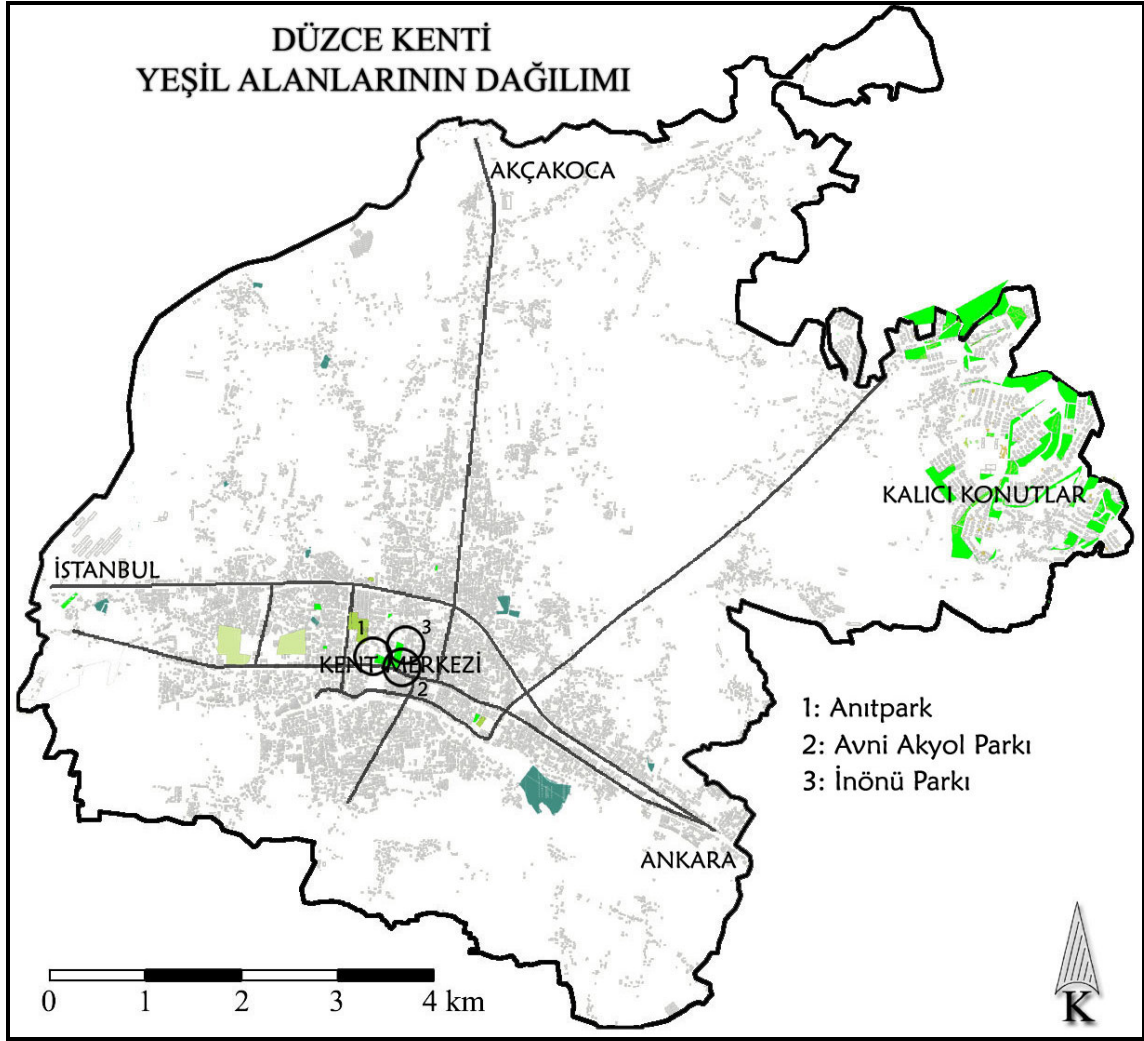 DÜZCE KENTİ
YEŞİL ALANLARININ DAĞILIMI
AKÇAKOCA
KALICI KONUTLAR
İSTANBUL
1
3
KENT MERKEZİ
2
1: Anıtpark
2: Avni Akyol Parkı
3: İnönü Parkı
ANKARA
0 1 2 3 4 km
K